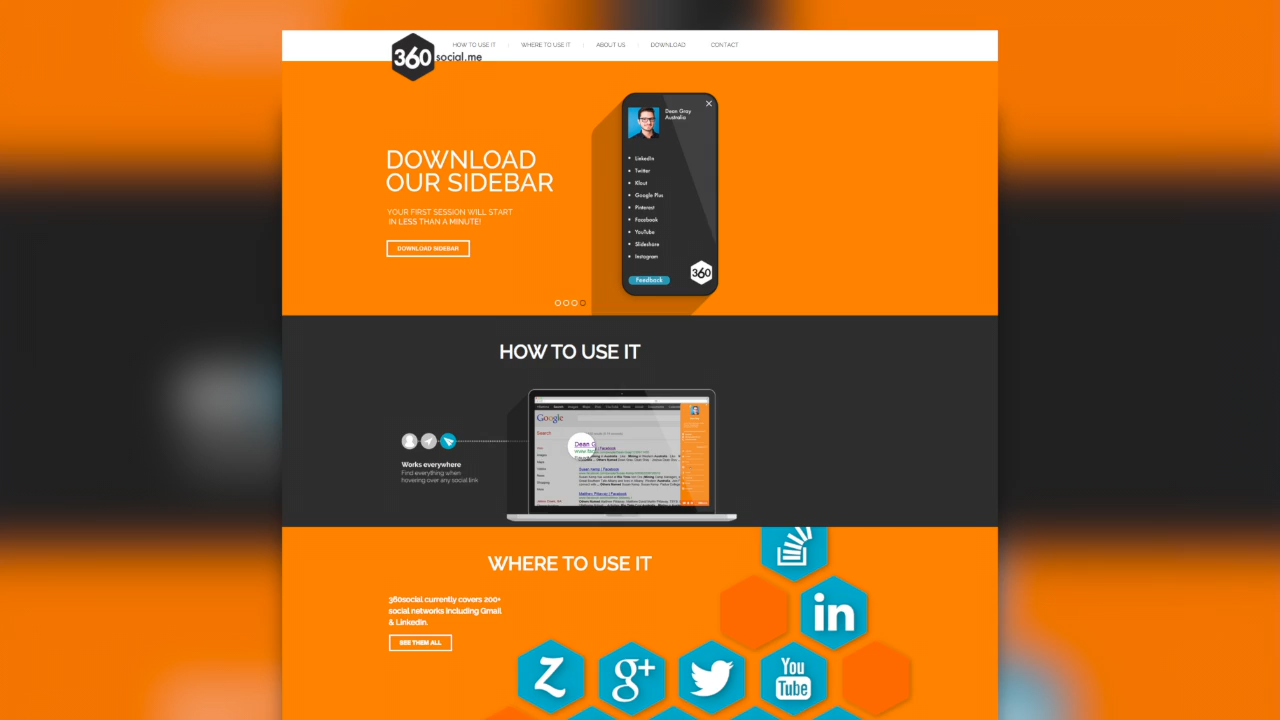 HOW TO USE IT
WHERE TO USE IT
ABOUT US
DOWNLOAD
CONTACT
360 social.me
DOWNLOAD
OUR SIDEBAR
YOUR FIRST SESSION WILL START
IN LESS THAN A MINUTE!
DOWNLOAD SIDEBAR
Dean Gray
Australia
LinkedIn
Twitter
Klout
Google Plus
Pinterest
Facebook
YouTube
Slideshare
Instagram
Feedback
360
HOW TO USE IT
Works everywhere
Find everything when
hovering over any social link
Google
Search
Dean G
| Facebook
WHERE TO USE IT
360social currently covers 200+
social networks including Gmail
& Linkedin.
SEE THEM ALL
in
Z
g+
You
Tube